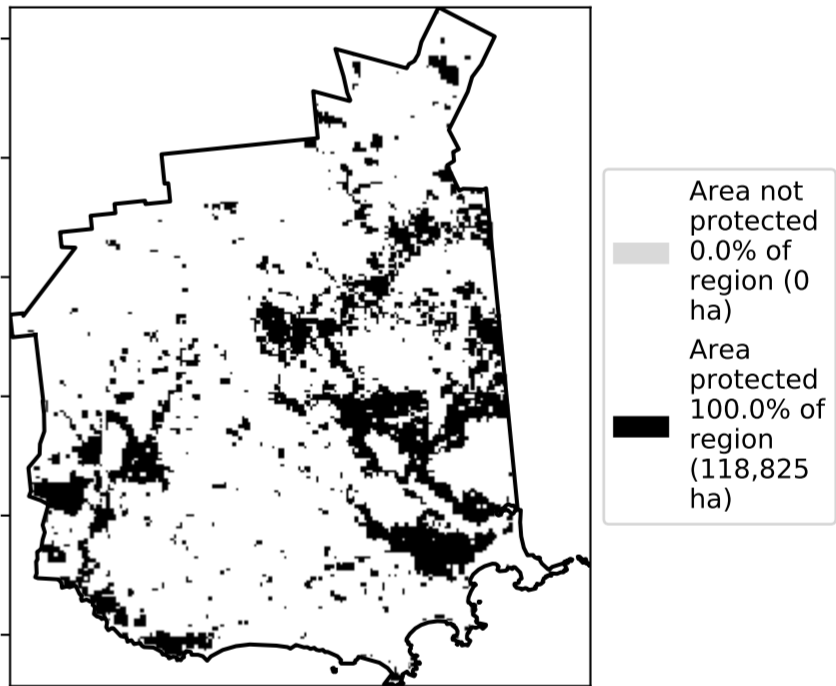 Area not
protected
0.0% of
region (0
ha)
Area
protected
100.0% of
region
(118,825
ha)